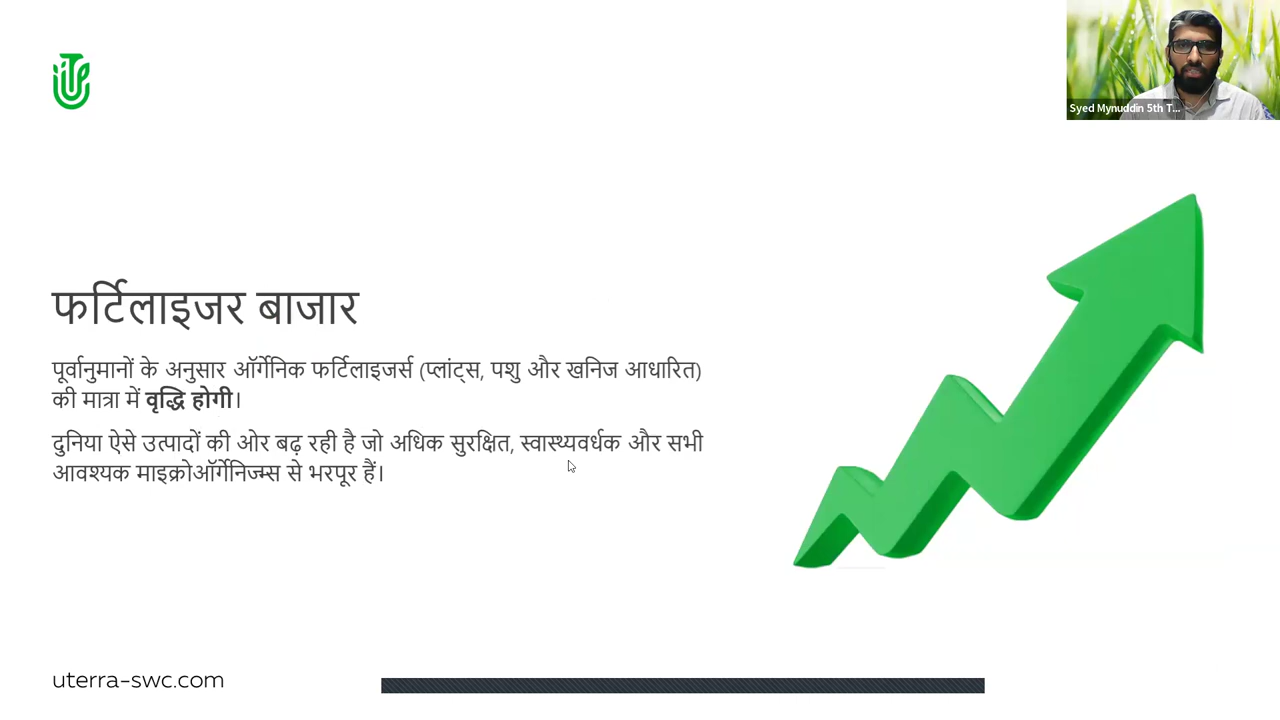 Syed Mynuddin 5th T...
फर्टिलाइजर बाजार
पूर्वानुमानों के अनुसार ऑर्गेनिक फर्टिलाइजर्स (प्लांट्स, पशु और खनिज आधारित)
की मात्रा में वृद्धि होगी।
दुनिया ऐसे उत्पादों की ओर बढ़ रही है जो अधिक सुरक्षित, स्वास्थ्यवर्धक और सभी
आवश्यक माइक्रोऑर्गेनिज्म्स से भरपूर हैं।
uterra-swc.com